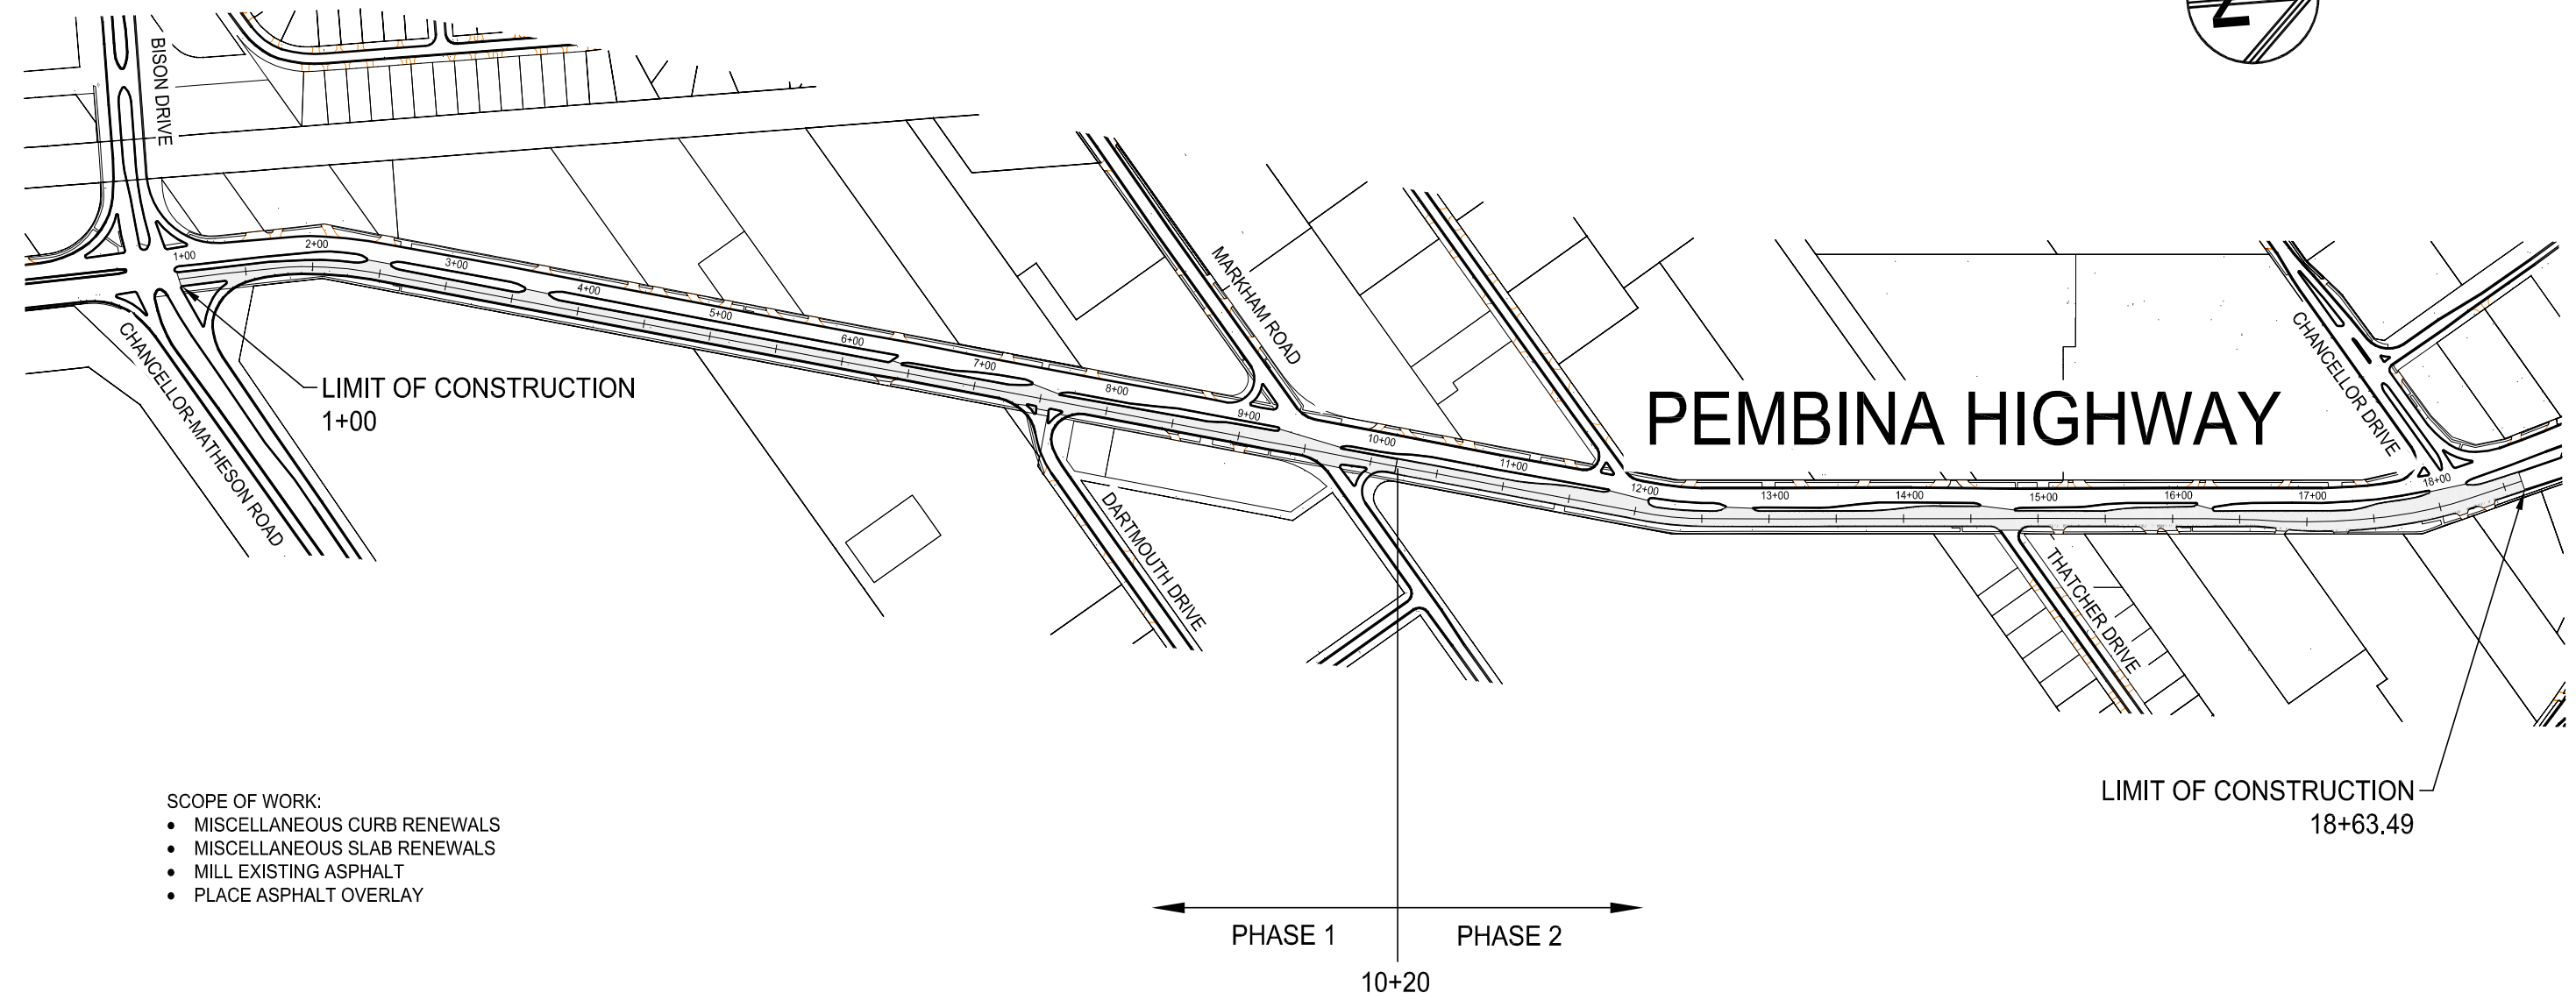 N
BISON DRIVE
1+00
2+00
3+00
4+00
5+00
6+00
7+00
8+00
9+00
10+00
11+00
12+00
13+00
14+00
15+00
16+00
17+00
18+00
MARKHAM ROAD
CHANCELLOR DRIVE
PEMBINA HIGHWAY
LIMIT OF CONSTRUCTION
1+00
CHANCELLOR-MATHESON ROAD
DARTMOUTH DRIVE
THATCHER DRIVE
LIMIT OF CONSTRUCTION
18+63.49
SCOPE OF WORK:
• MISCELLANEOUS CURB RENEWALS
• MISCELLANEOUS SLAB RENEWALS
• MILL EXISTING ASPHALT
• PLACE ASPHALT OVERLAY
PHASE 1
PHASE 2
10+20